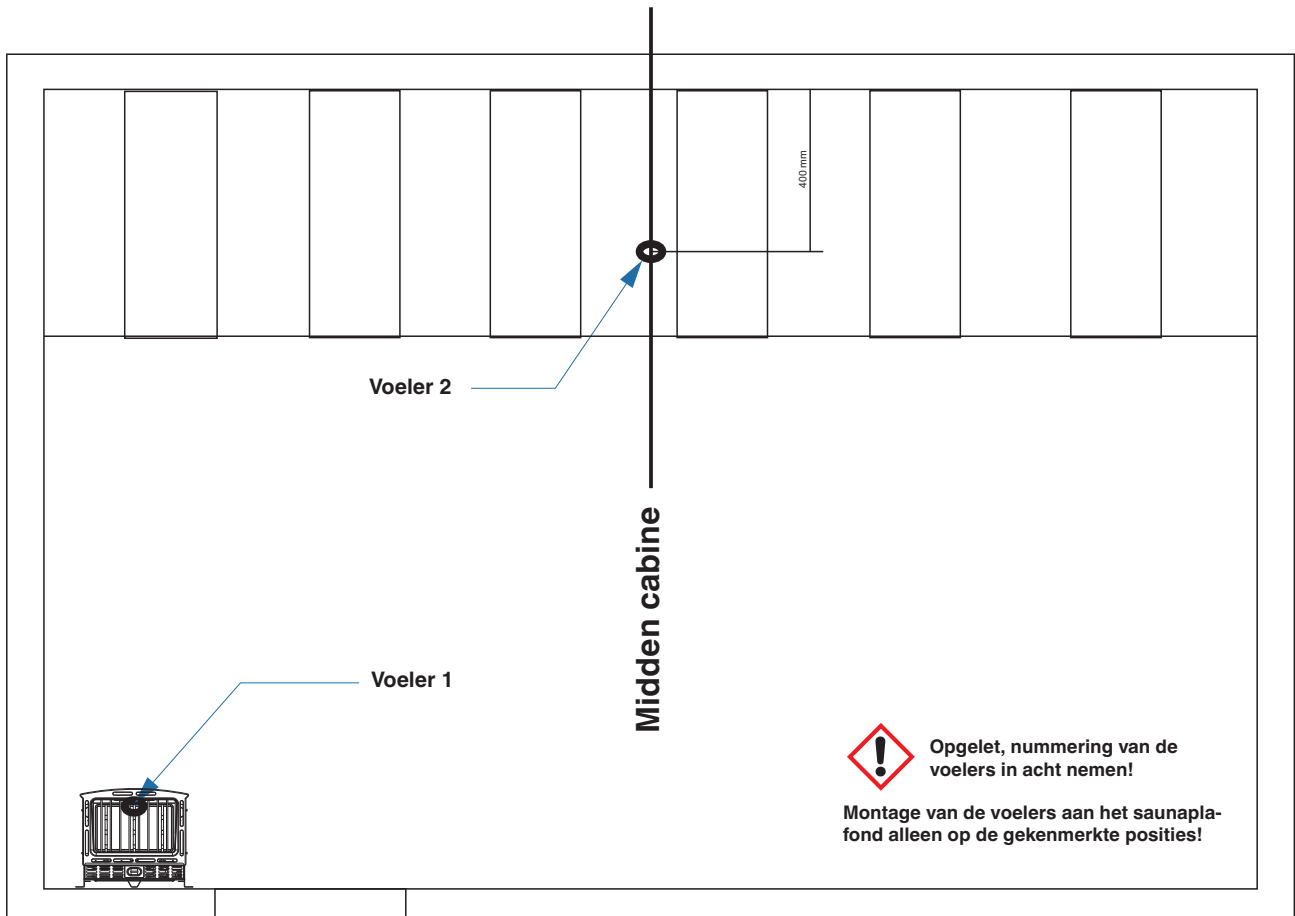 400 mm
Voeler 2
Midden cabine
Voeler 1
Opgelet, nummering van de
voelers in acht nemen!
Montage van de voelers aan het saunapla-
fond alleen op de gekenmerkte posities!